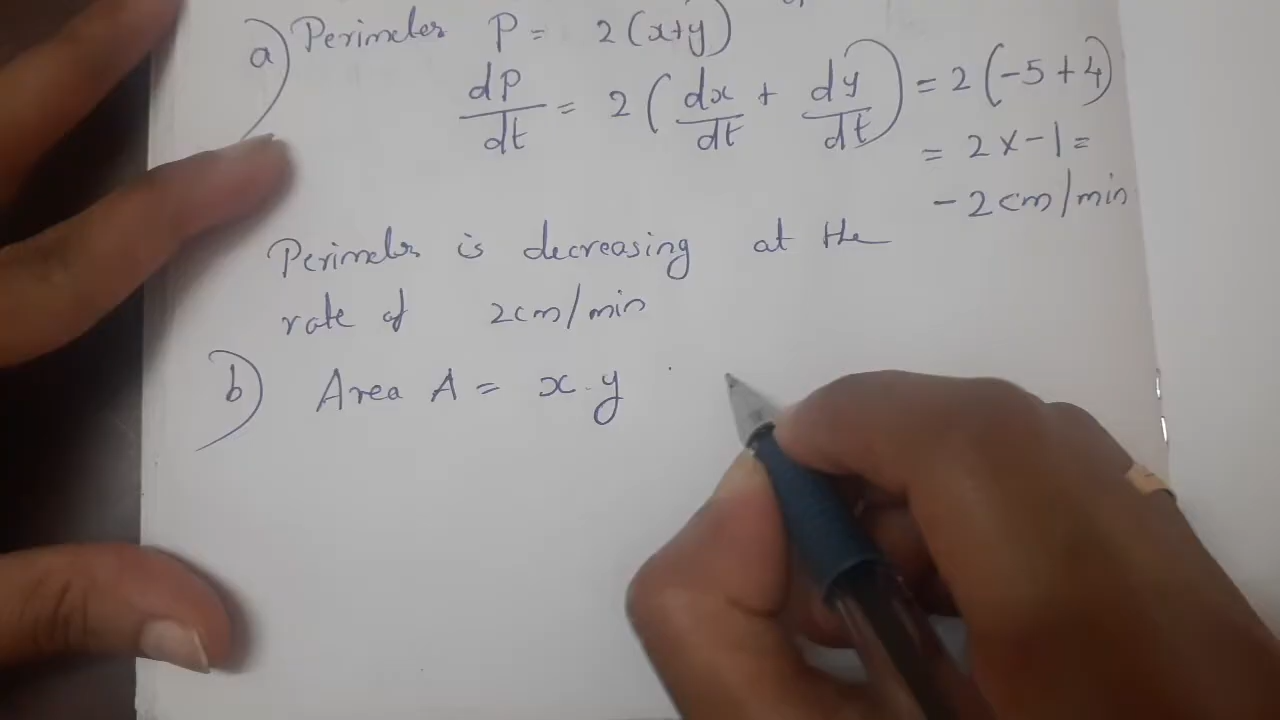 a) Perimeter P = 2(x+y)
dP/dt = 2(dx/dt + dy/dt) = 2(-5+4)
= 2x-1=
-2cm/min
Perimeter is decreasing at the
rate of 2cm/min
b) Area A = x.y